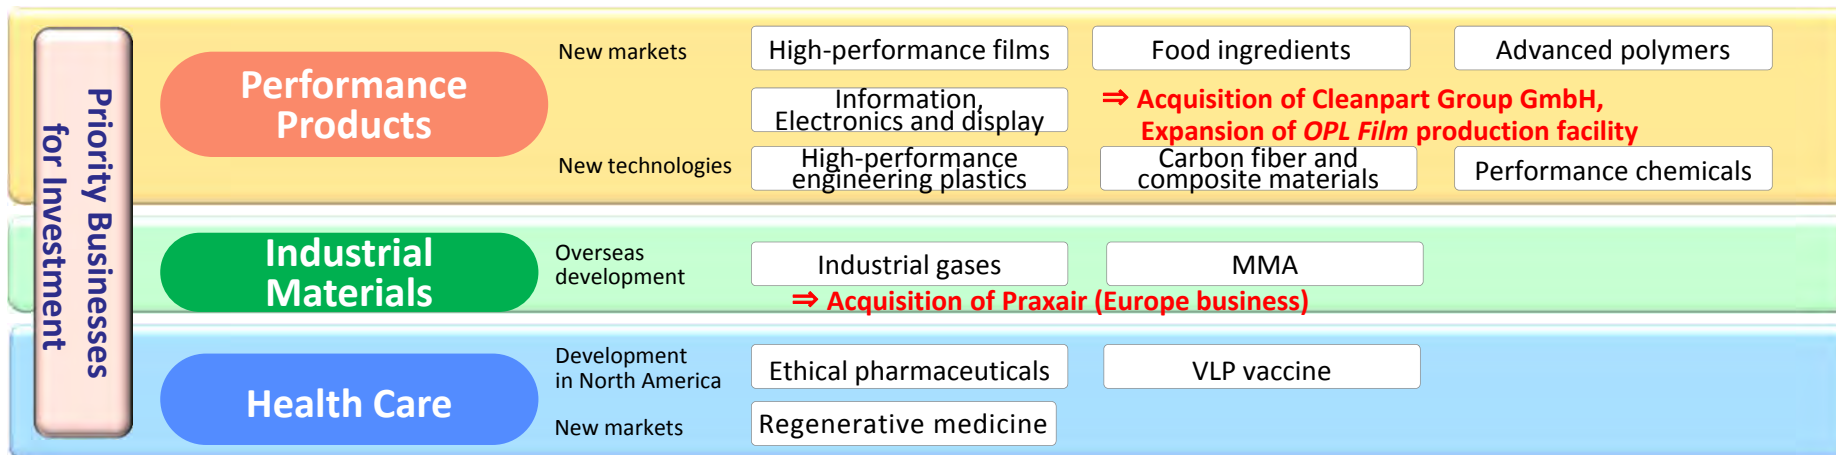 Priority Businesses
for Investment
Performance
Products
New markets
High-performance films
Food ingredients
Advanced polymers
Information,
Electronics and display
⇒ Acquisition of Cleanpart Group GmbH,
Expansion of OPL Film production facility
New technologies
High-performance
engineering plastics
Carbon fiber and
composite materials
Performance chemicals
Industrial
Materials
Overseas
development
Industrial gases
MMA
⇒ Acquisition of Praxair (Europe business)
Health Care
Development
in North America
Ethical pharmaceuticals
VLP vaccine
New markets
Regenerative medicine